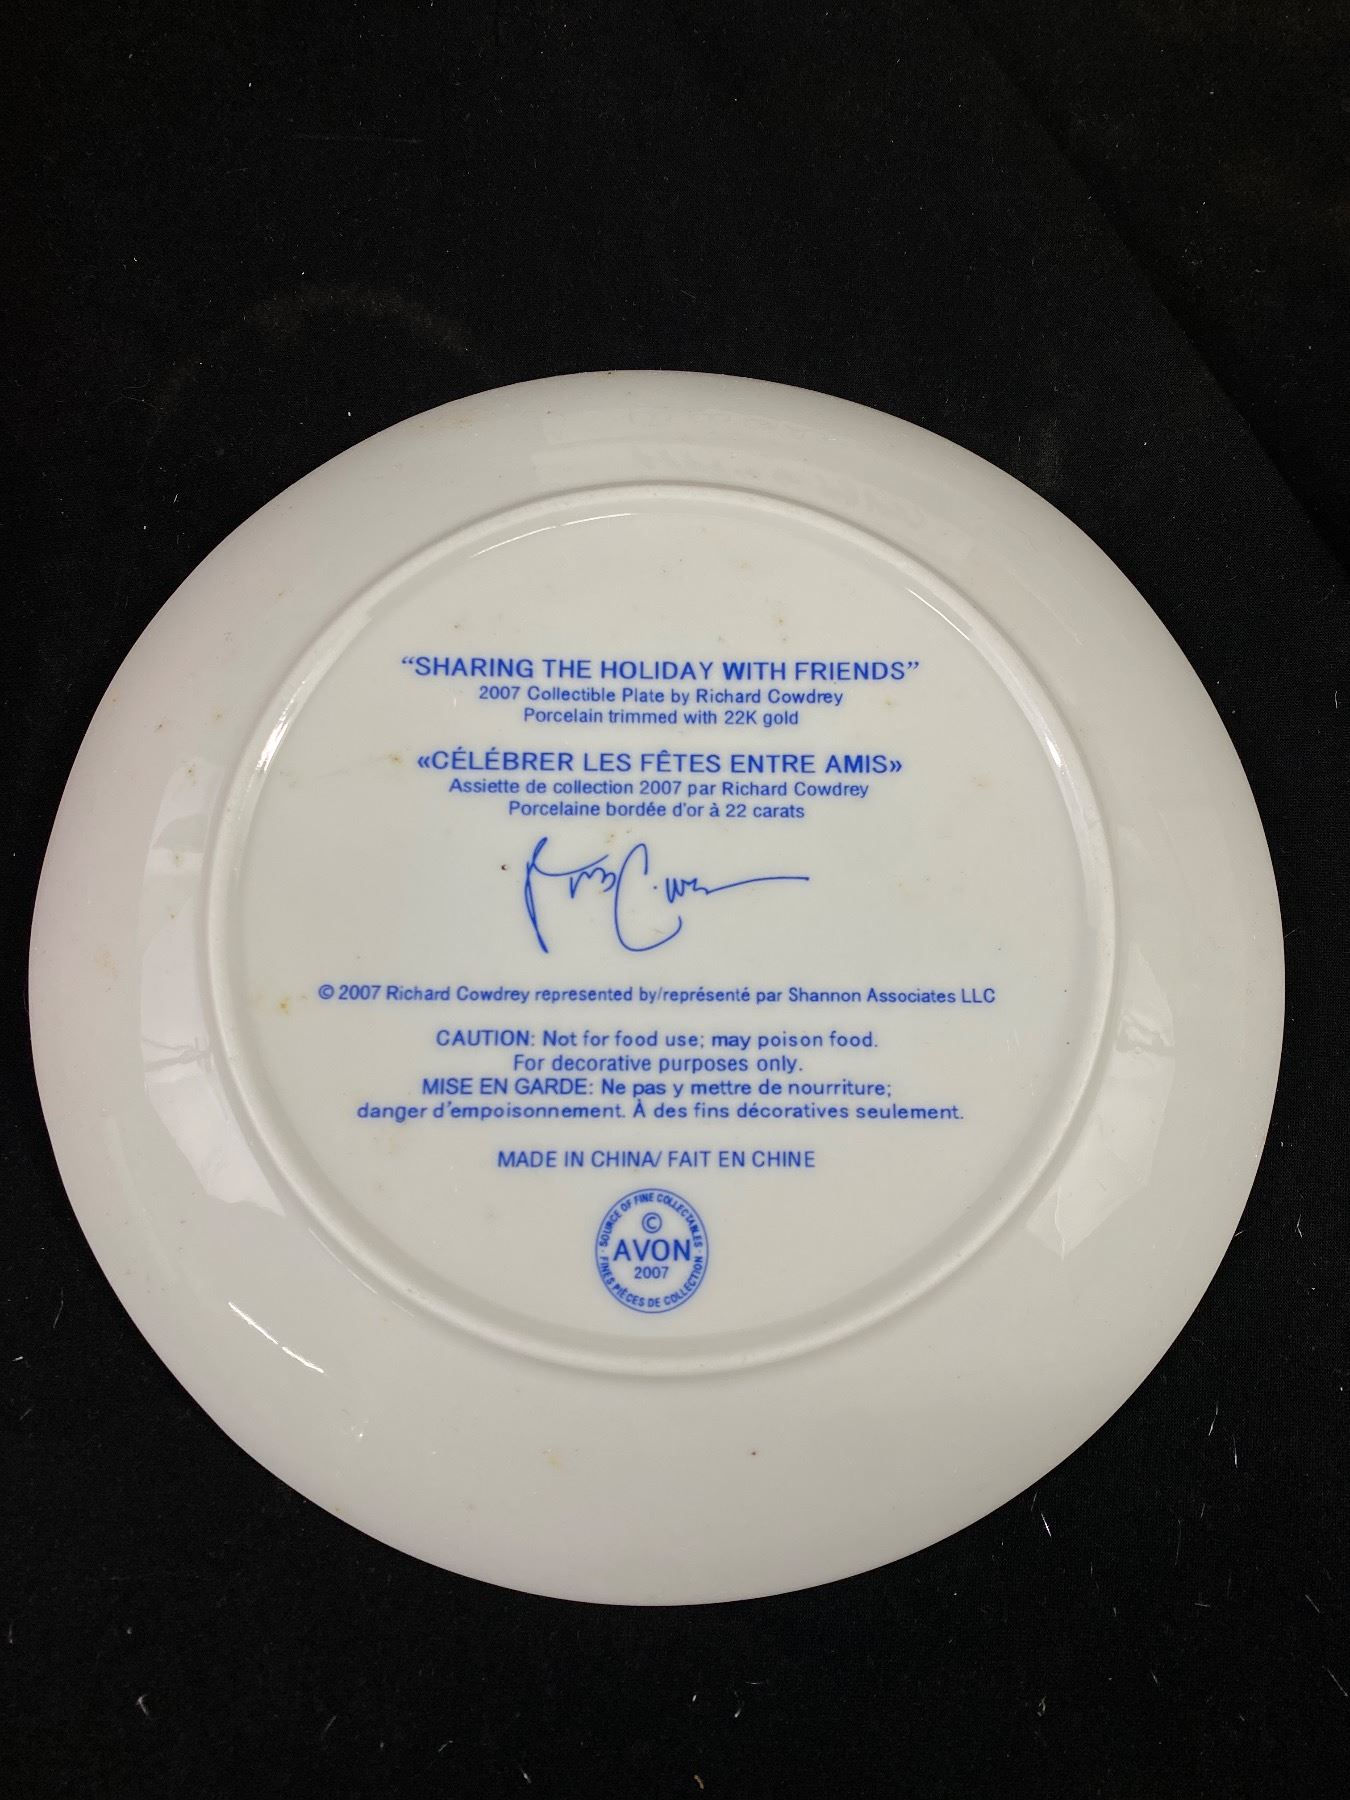 “SHARING THE HOLIDAY WITH FRIENDS”
2007 Collectible Plate by Richard Cowdrey
Porcelain trimmed with 22K gold
«CÉLÉBRER LES FÊTES ENTRE AMIS»
Assiette de collection 2007 par Richard Cowdrey
Porcelaine bordée d'or à 22 carats
© 2007 Richard Cowdrey represented by/représenté par Shannon Associates LLC
CAUTION: Not for food use; may poison food.
For decorative purposes only.
MISE EN GARDE: Ne pas y mettre de nourriture;
danger d'empoisonnement. À des fins décoratives seulement.
MADE IN CHINA/ FAIT EN CHINE
· SOURCE OF FINE COLLECTABLES ·
©
AVON
2007
FINES PIÈCES DE COLLECTION